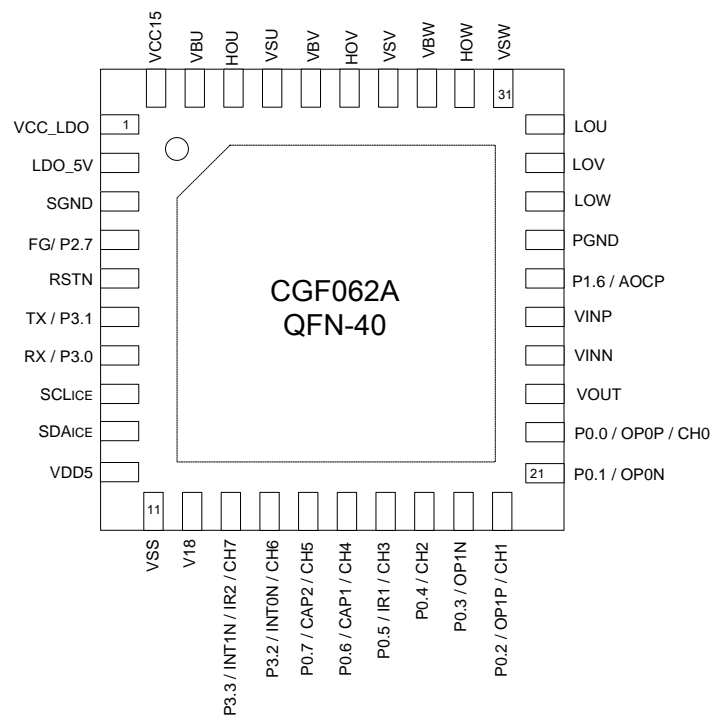 VCC15
VBU
HOU
VSU
VBV
HOV
VSV
VBW
HOW
VSW
31
VCC_LDO
1
LDO_5V
SGND
FG/ P2.7
RSTN
TX / P3.1
RX / P3.0
SCLICE
SDAICE
VDD5
CGF062A
QFN-40
LOU
LOV
LOW
PGND
P1.6 / AOCP
VINP
VINN
VOUT
P0.0 / OP0P / CH0
21
P0.1 / OP0N
11
VSS
V18
P3.3 / INT1N / IR2 / CH7
P3.2 / INT0N / CH6
P0.7 / CAP2 / CH5
P0.6 / CAP1 / CH4
P0.5 / IR1 / CH3
P0.4 / CH2
P0.3 / OP1N
P0.2 / OP1P / CH1